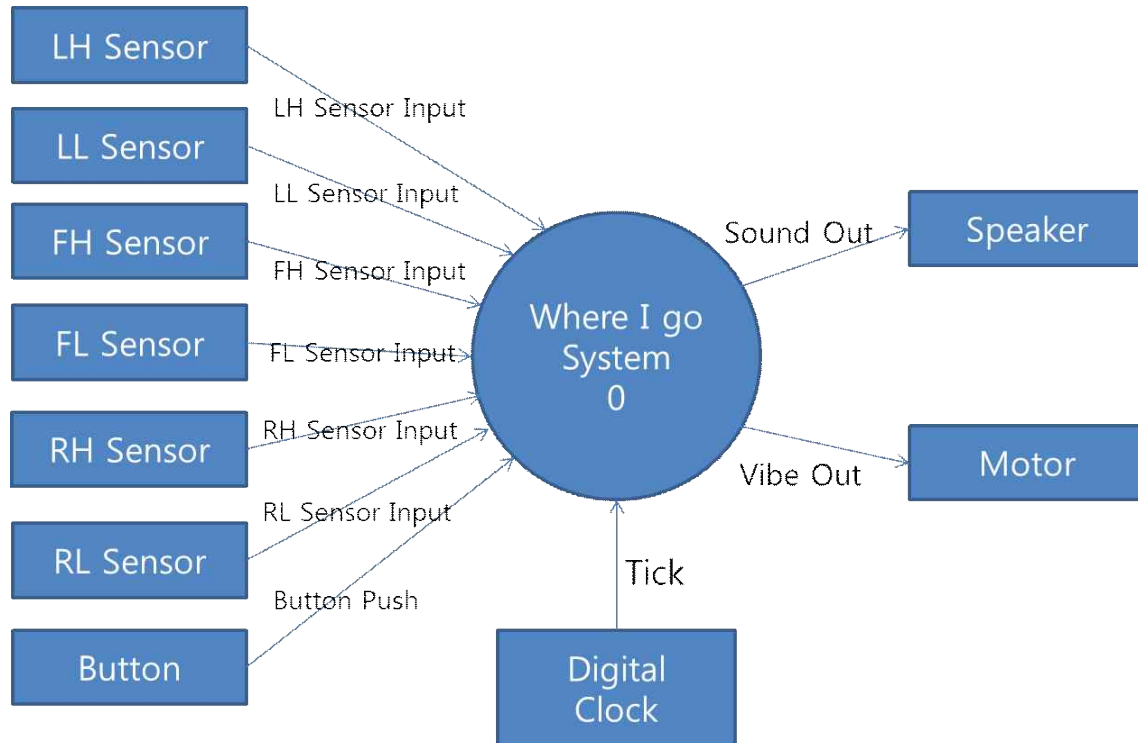 LH Sensor
LH Sensor Input
LL Sensor
LL Sensor Input
FH Sensor
FH Sensor Input
FL Sensor
FL Sensor Input
RH Sensor
RH Sensor Input
RL Sensor
RL Sensor Input
Button
Button Push
Where I go
System
0
Digital
Clock
Tick
Sound Out
Speaker
Vibe Out
Motor